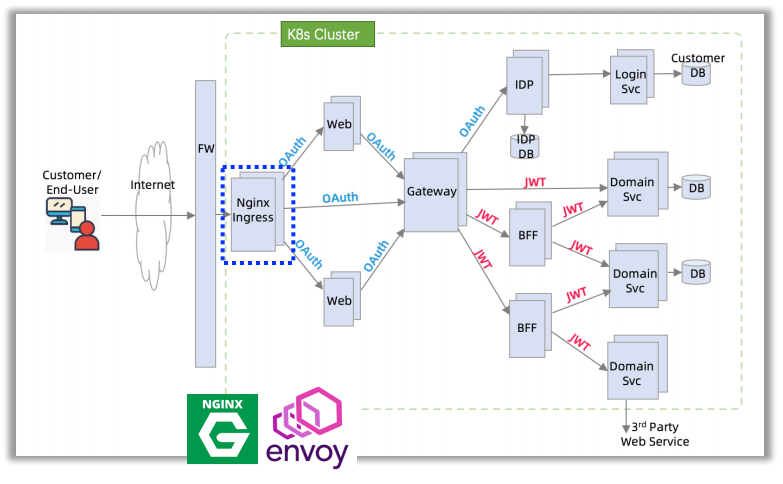 K8s Cluster
Customer/
End-User
Internet
FW
Nginx
Ingress
OAuth
OAuth
OAuth
Web
Web
OAuth
OAuth
Gateway
OAuth
IDP
IDP
DB
Login
Svc
Customer
DB
JWT
JWT
JWT
BFF
JWT
JWT
BFF
JWT
JWT
Domain
Svc
DB
Domain
Svc
DB
Domain
Svc
3rd Party
Web Service
NGINX
G
envoy